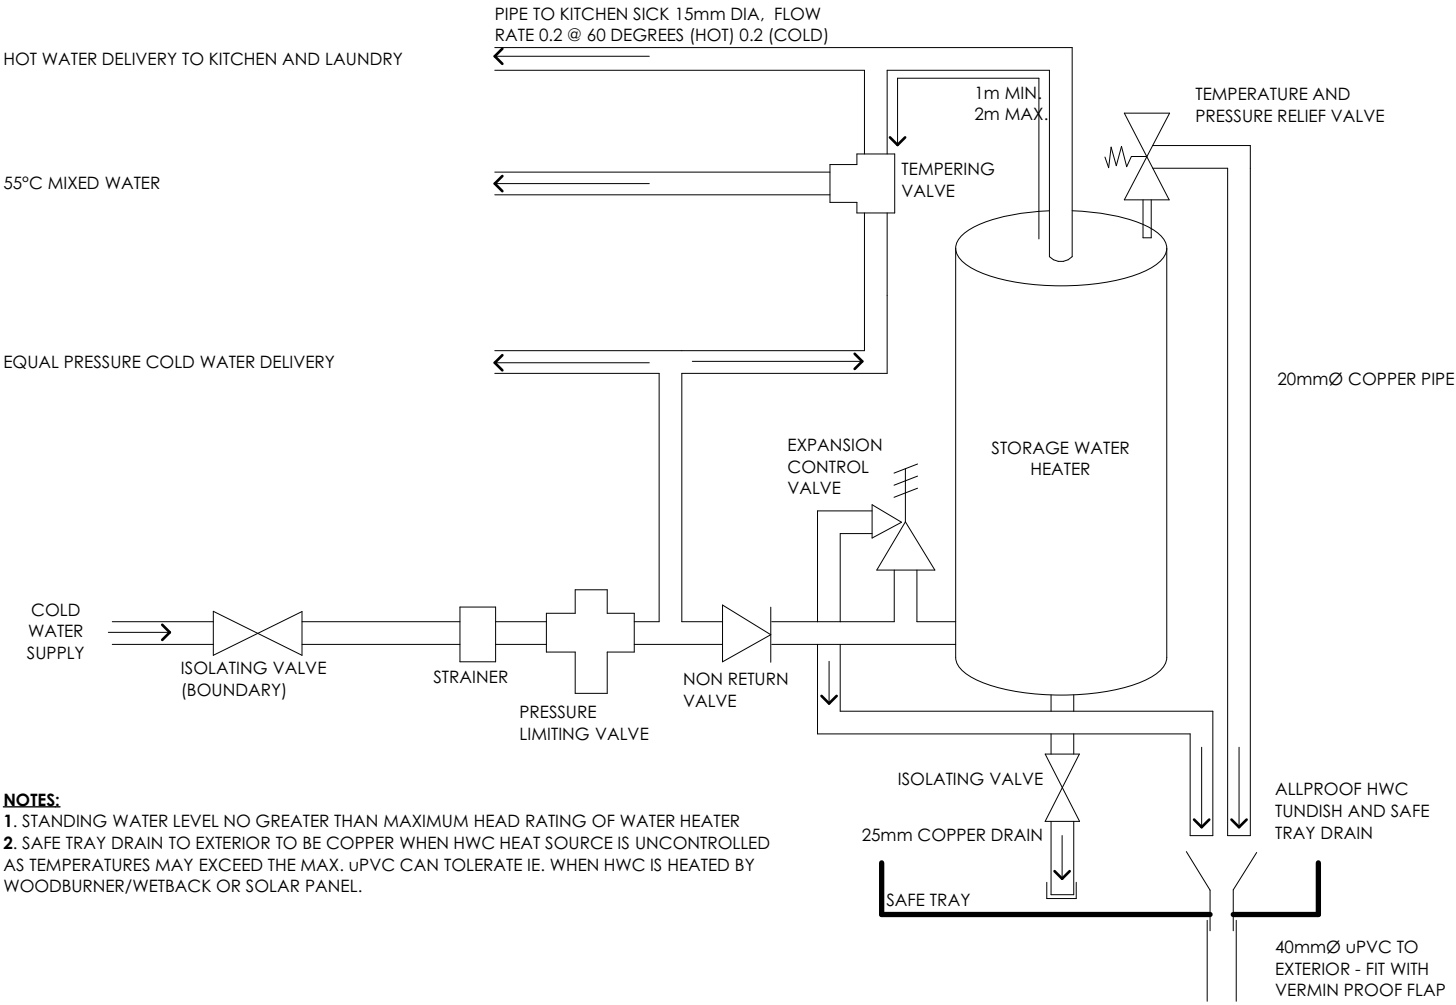 PIPE TO KITCHEN SICK 15mm DIA, FLOW
RATE 0.2 @ 60 DEGREES (HOT) 0.2 (COLD)
HOT WATER DELIVERY TO KITCHEN AND LAUNDRY
1m MIN.
2m MAX.
TEMPERATURE AND
PRESSURE RELIEF VALVE
55°C MIXED WATER
TEMPERING
VALVE
EQUAL PRESSURE COLD WATER DELIVERY
20mmØ COPPER PIPE
EXPANSION
CONTROL
VALVE
STORAGE WATER
HEATER
COLD
WATER
SUPPLY
ISOLATING VALVE
(BOUNDARY)
STRAINER
PRESSURE
LIMITING VALVE
NON RETURN
VALVE
ISOLATING VALVE
25mm COPPER DRAIN
SAFE TRAY
ALLPROOF HWC
TUNDISH AND SAFE
TRAY DRAIN
40mmØ uPVC TO
EXTERIOR - FIT WITH
VERMIN PROOF FLAP
NOTES:
1. STANDING WATER LEVEL NO GREATER THAN MAXIMUM HEAD RATING OF WATER HEATER
2. SAFE TRAY DRAIN TO EXTERIOR TO BE COPPER WHEN HWC HEAT SOURCE IS UNCONTROLLED
AS TEMPERATURES MAY EXCEED THE MAX. uPVC CAN TOLERATE IE. WHEN HWC IS HEATED BY
WOODBURNER/WETBACK OR SOLAR PANEL.